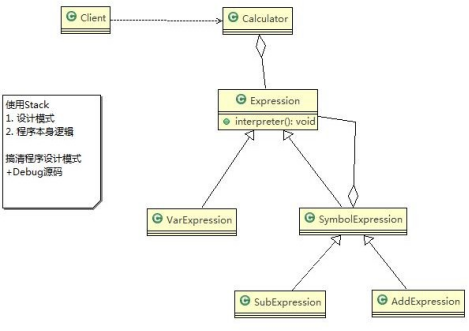 Client
Calculator
Expression
interpreter(): void
使用Stack
1. 设计模式
2. 程序本身逻辑
搞清程序设计模式
+Debug源码
VarExpression
SymbolExpression
SubExpression
AddExpression